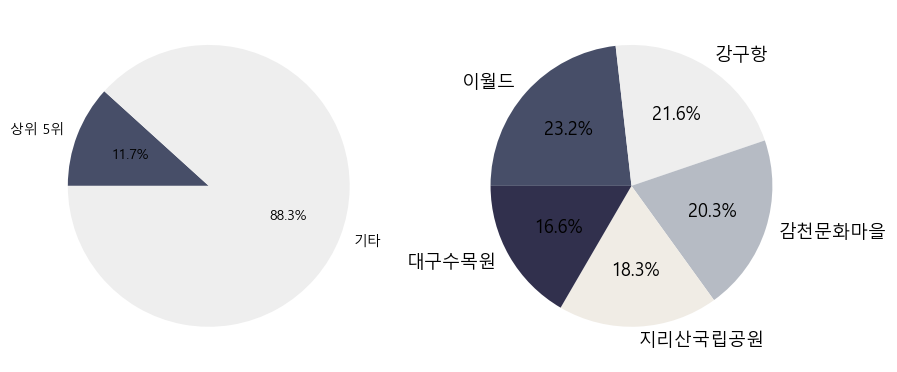 상위 5위
11.7%
88.3%
기타
강구항
이월드
21.6%
23.2%
20.3%
감천문화마을
16.6%
대구수목원
18.3%
지리산국립공원